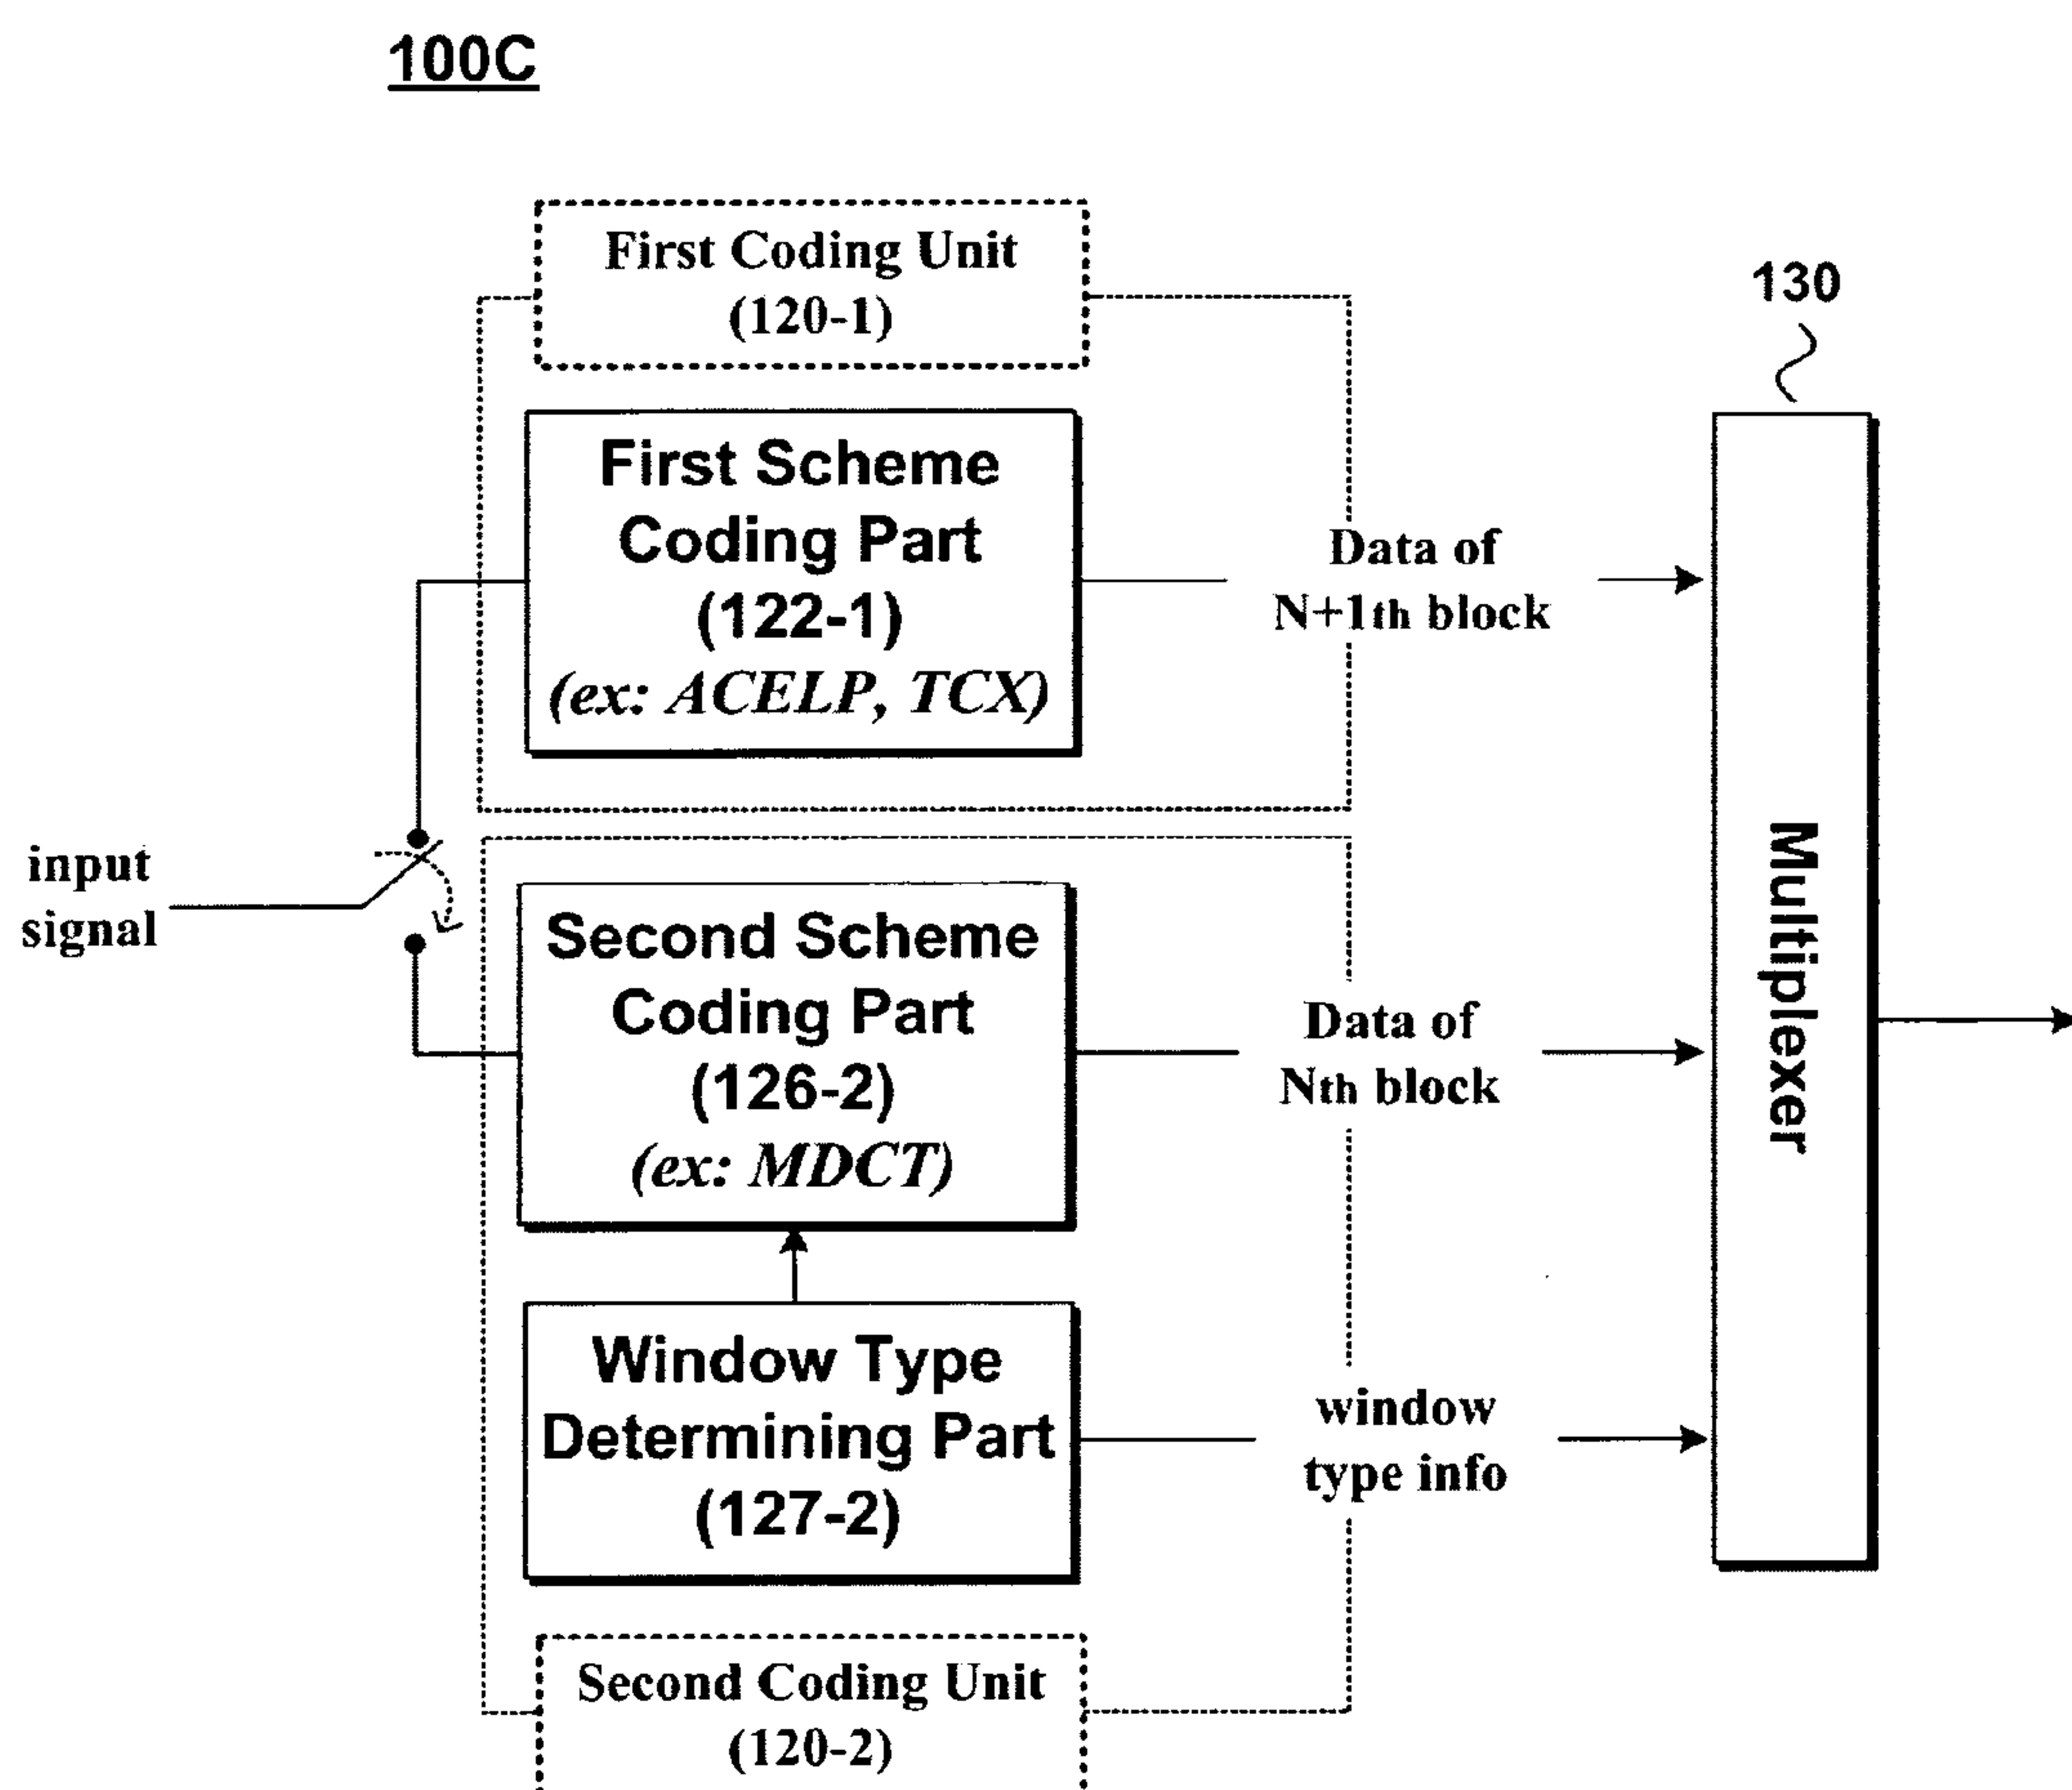 100C
First Coding Unit
(120-1)
130
First Scheme
Coding Part
(122-1)
(ex: ACELP, TCX)
Data of
N+1th block
input
signal
Second Scheme
Coding Part
(126-2)
(ex: MDCT)
Data of
Nth block
Multiplexer
Window Type
Determining Part
(127-2)
window
type info
Second Coding Unit
(120-2)